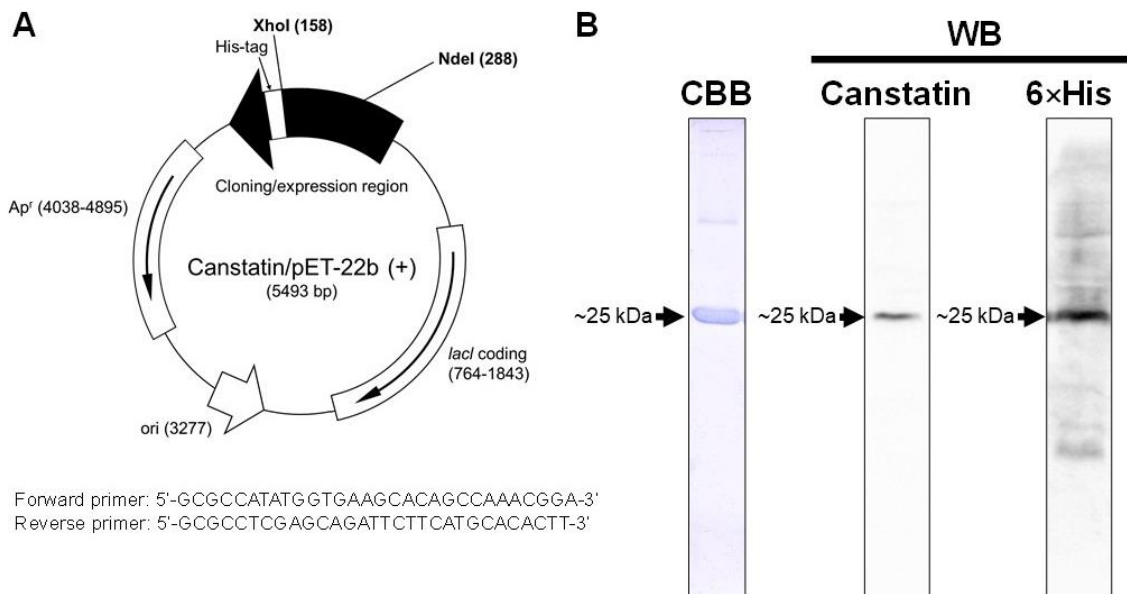 A
XhoI (158)
His-tag
NdeI (288)
Cloning/expression region
Apʳ (4038-4895)
Canstatin/pET-22b (+)
(5493 bp)
lacI coding
(764-1843)
ori (3277)
Forward primer: 5'-GCGCCATATGGTGAAGCACAGCCAAACGGA-3'
Reverse primer: 5'-GCGCCTCGAGCAGATTCTTCATGCACACTT-3'
B
WB
CBB
Canstatin
6×His
~25 kDa
~25 kDa
~25 kDa